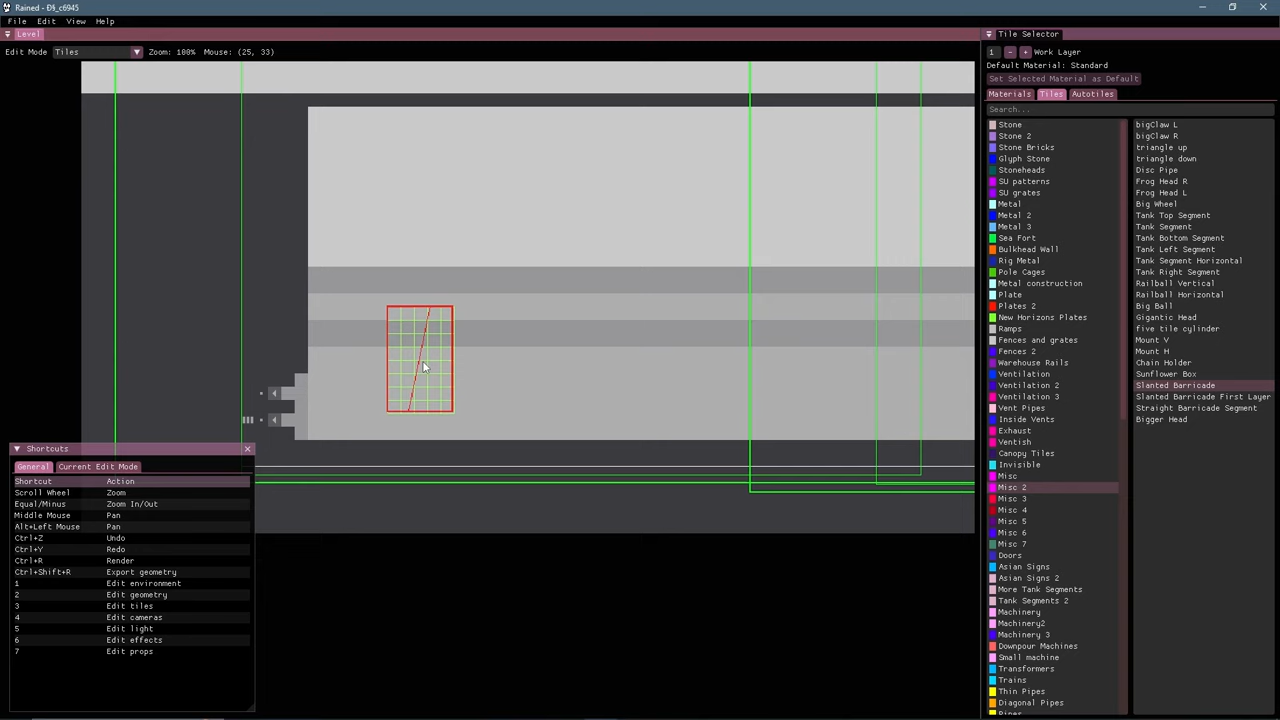 Rained - Đ§_c6945
File Edit View Help
Level
Edit Mode Tiles Zoom: 100% Mouse: (25, 33)
Tile Selector
1 - + Work Layer
Default Material: Standard
Set Selected Material as Default
Materials Tiles Autotiles
Search...
Stone
Stone 2
Stone Bricks
Glyph Stone
Stoneheads
SU patterns
SU grates
Metal
Metal 2
Metal 3
Sea Fort
Bulkhead Wall
Rig Metal
Pole Cages
Metal construction
Plate
Plates 2
New Horizons Plates
Ramps
Fences and grates
Fences 2
Warehouse Rails
Ventilation
Ventilation 2
Ventilation 3
Vent Pipes
Inside Vents
Exhaust
Ventish
Canopy Tiles
Invisible
Misc
Misc 2
Misc 3
Misc 4
Misc 5
Misc 6
Misc 7
Doors
Asian Signs
Asian Signs 2
More Tank Segments
Tank Segments 2
Machinery
Machinery2
Machinery 3
Downpour Machines
Small machine
Transformers
Trains
Thin Pipes
Diagonal Pipes
Pipes
bigClaw L
bigClaw R
triangle up
triangle down
Disc Pipe
Frog Head R
Frog Head L
Big Wheel
Tank Top Segment
Tank Segment
Tank Bottom Segment
Tank Left Segment
Tank Segment Horizontal
Tank Right Segment
Railball Vertical
Railball Horizontal
Big Ball
Gigantic Head
five tile cylinder
Mount V
Mount H
Chain Holder
Sunflower Box
Slanted Barricade
Slanted Barricade First Layer
Straight Barricade Segment
Bigger Head
Shortcuts
General Current Edit Mode
Shortcut Action
Scroll Wheel Zoom
Equal/Minus Zoom In/Out
Middle Mouse Pan
Alt+Left Mouse Pan
Ctrl+Z Undo
Ctrl+Y Redo
Ctrl+R Render
Ctrl+Shift+R Export geometry
1 Edit environment
2 Edit geometry
3 Edit tiles
4 Edit cameras
5 Edit light
6 Edit effects
7 Edit props